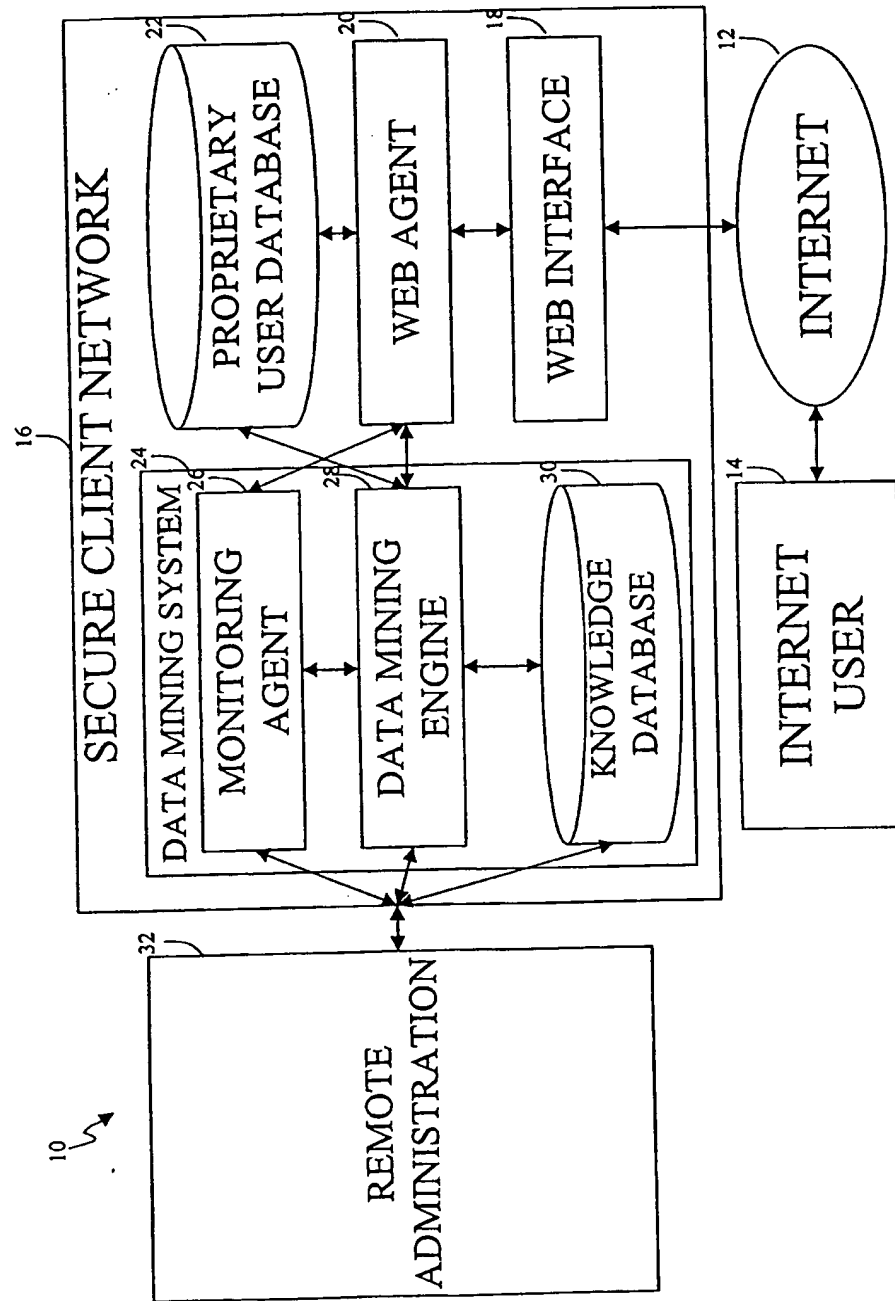 10
REMOTE
ADMINISTRATION
32
16
SECURE CLIENT NETWORK
DATA MINING SYSTEM
24
26
MONITORING
AGENT
28
DATA MINING
ENGINE
30
KNOWLEDGE
DATABASE
22
PROPRIETARY
USER DATABASE
20
WEB AGENT
18
WEB INTERFACE
14
INTERNET
USER
12
INTERNET